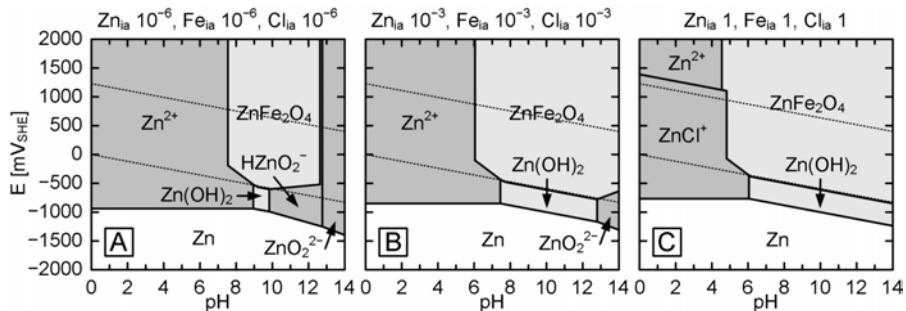 Zn_ia 10⁻⁶, Fe_ia 10⁻⁶, Cl_ia 10⁻⁶
Zn_ia 10⁻³, Fe_ia 10⁻³, Cl_ia 10⁻³
Zn_ia 1, Fe_ia 1, Cl_ia 1
E [mV_SHE]
2000
1500
1000
500
0
−500
−1000
−1500
−2000
Zn²⁺
ZnFe₂O₄
HZnO₂⁻
Zn(OH)₂
ZnO₂²⁻
Zn
A
0 2 4 6 8 10 12 14
pH
Zn²⁺
ZnFe₂O₄
Zn(OH)₂
ZnO₂²⁻
Zn
B
0 2 4 6 8 10 12 14
pH
Zn²⁺
ZnFe₂O₄
ZnCl⁺
Zn(OH)₂
Zn
C
0 2 4 6 8 10 12 14
pH